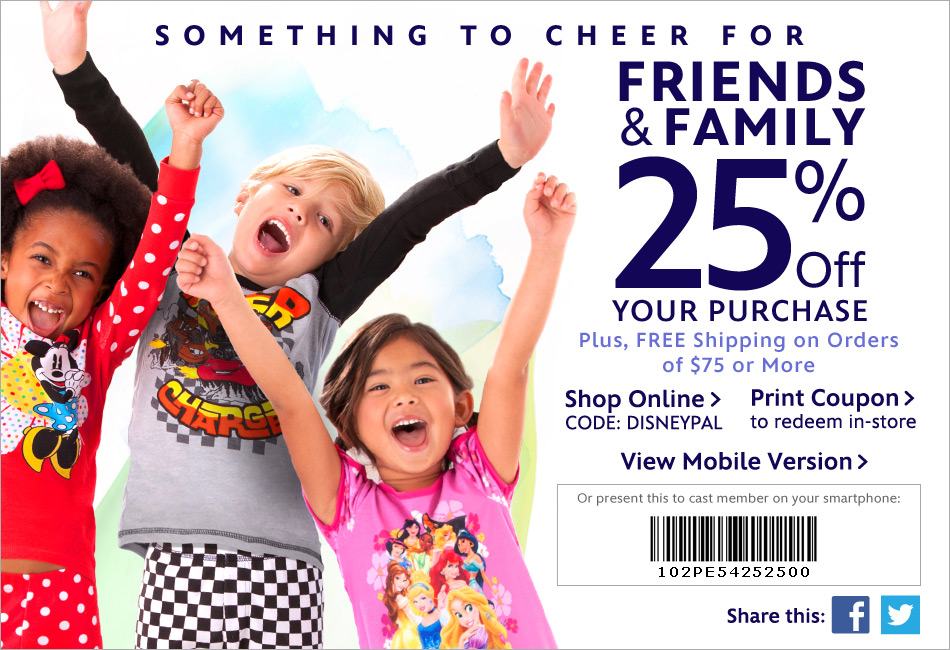 SOMETHING TO CHEER FOR
FRIENDS
& FAMILY
25%
Off
YOUR PURCHASE
Plus, FREE Shipping on Orders
of $75 or More
Shop Online >
CODE: DISNEYPAL
Print Coupon >
to redeem in-store
View Mobile Version >
Or present this to cast member on your smartphone:
102PE54252500
Share this:
CHARGE